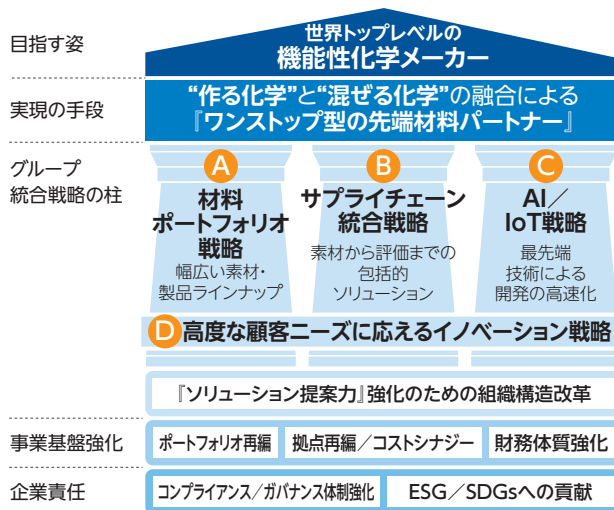 目指す姿
世界トップレベルの
機能性化学メーカー
実現の手段
“作る化学”と“混ぜる化学”の融合による
『ワンストップ型の先端材料パートナー』
グループ
統合戦略の柱
A
材料
ポートフォリオ
戦略
幅広い素材・
製品ラインナップ
B
サプライチェーン
統合戦略
素材から評価までの
包括的
ソリューション
C
AI／
IoT戦略
最先端
技術による
開発の高速化
D 高度な顧客ニーズに応えるイノベーション戦略
『ソリューション提案力』強化のための組織構造改革
事業基盤強化
ポートフォリオ再編
拠点再編／コストシナジー
財務体質強化
企業責任
コンプライアンス／ガバナンス体制強化
ESG／SDGsへの貢献